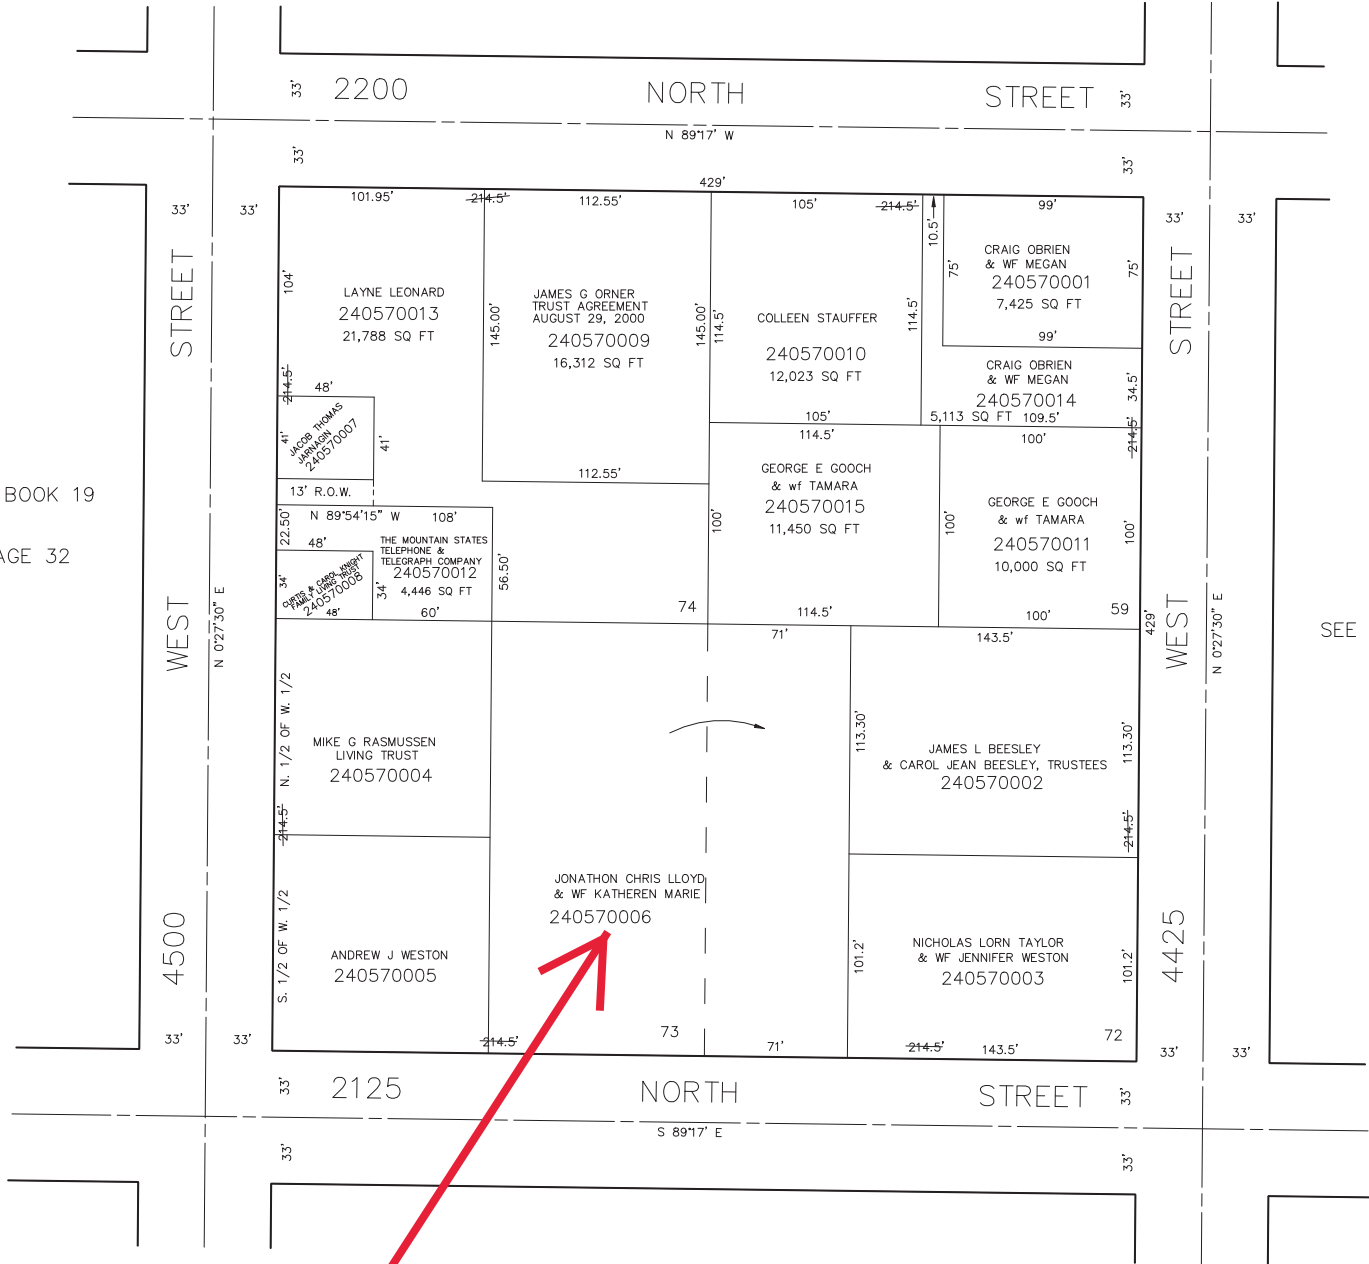 33'
2200 NORTH STREET
33'
N 89°17' W
33'
33'
33'
33'
429'
101.95'
214.5'
112.55'
105'
214.5'
10.5'
99'
33'
33'
STREET
104'
LAYNE LEONARD
240570013
21,788 SQ FT
145.00'
JAMES G ORNER
TRUST AGREEMENT
AUGUST 29, 2000
240570009
16,312 SQ FT
145.00'
114.5'
COLLEEN STAUFFER
240570010
12,023 SQ FT
114.5'
75'
CRAIG OBRIEN
& WF MEGAN
240570001
7,425 SQ FT
75'
99'
STREET
CRAIG OBRIEN
& WF MEGAN
240570014
5,113 SQ FT 109.5'
34.5'
214.5'
214.5'
48'
41'
JACOB THOMAS
JARNAGIN
240570007
41'
13' R.O.W.
112.55'
105'
114.5'
GEORGE E GOOCH
& wf TAMARA
240570015
11,450 SQ FT
100'
114.5'
100'
100'
GEORGE E GOOCH
& wf TAMARA
240570011
10,000 SQ FT
100'
100'
59
BOOK 19
AGE 32
N 89°54'15" W 108'
22.50'
48'
THE MOUNTAIN STATES
TELEPHONE &
TELEGRAPH COMPANY
240570012
4,446 SQ FT
56.50'
34'
CURTIS & CAROL KNIGHT
FAMILY LIVING TRUST
240570008
34'
48'
60'
74
WEST
N 0°27'30" E
429'
WEST
N 0°27'30" E
SEE
71'
143.5'
N. 1/2 OF W. 1/2
MIKE G RASMUSSEN
LIVING TRUST
240570004
214.5'
113.30'
JAMES L BEESLEY
& CAROL JEAN BEESLEY, TRUSTEES
240570002
113.30'
214.5'
JONATHON CHRIS LLOYD
& WF KATHEREN MARIE
240570006
4500
S. 1/2 OF W. 1/2
ANDREW J WESTON
240570005
101.2'
NICHOLAS LORN TAYLOR
& WF JENNIFER WESTON
240570003
101.2'
4425
33'
33'
214.5'
73
71'
214.5'
143.5'
72
33'
33'
33'
2125 NORTH STREET
33'
S 89°17' E
33'
33'